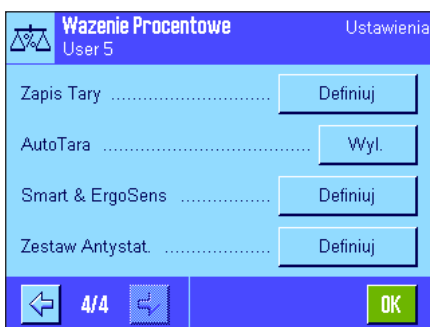 Wazenie Procentowe
Ustawienia
User 5
Zapis Tary ........................... Definiuj
AutoTara ................................... Wyl.
Smart & ErgoSens ................ Definiuj
Zestaw Antystat. ................... Definiuj
4/4
OK